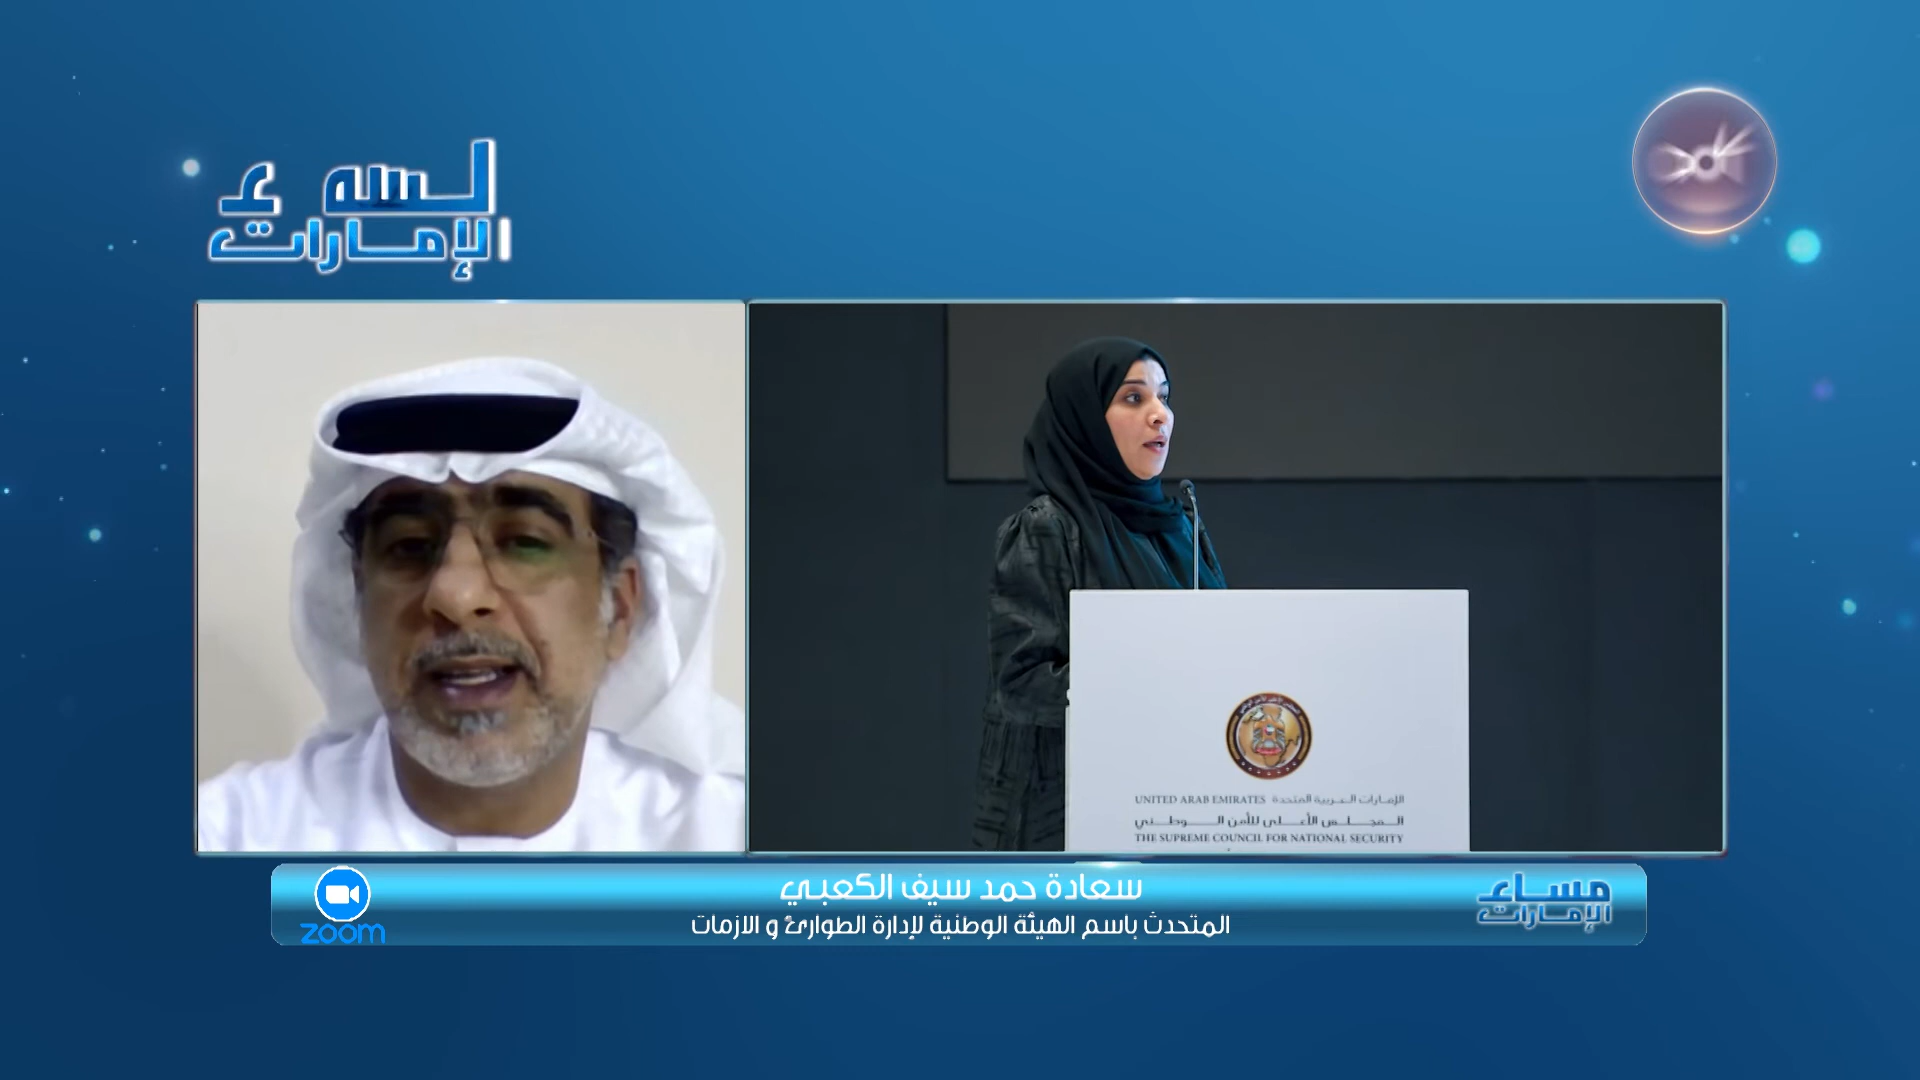 الإمارات
UNITED ARAB EMIRATES الإمارات العربية المتحدة
المجلس الأعلى للأمن الوطني
THE SUPREME COUNCIL FOR NATIONAL SECURITY
سعادة حمد سيف الكعبي
المتحدث باسم الهيئة الوطنية لإدارة الطوارئ و الازمات
مساء
الإمارات
zoom